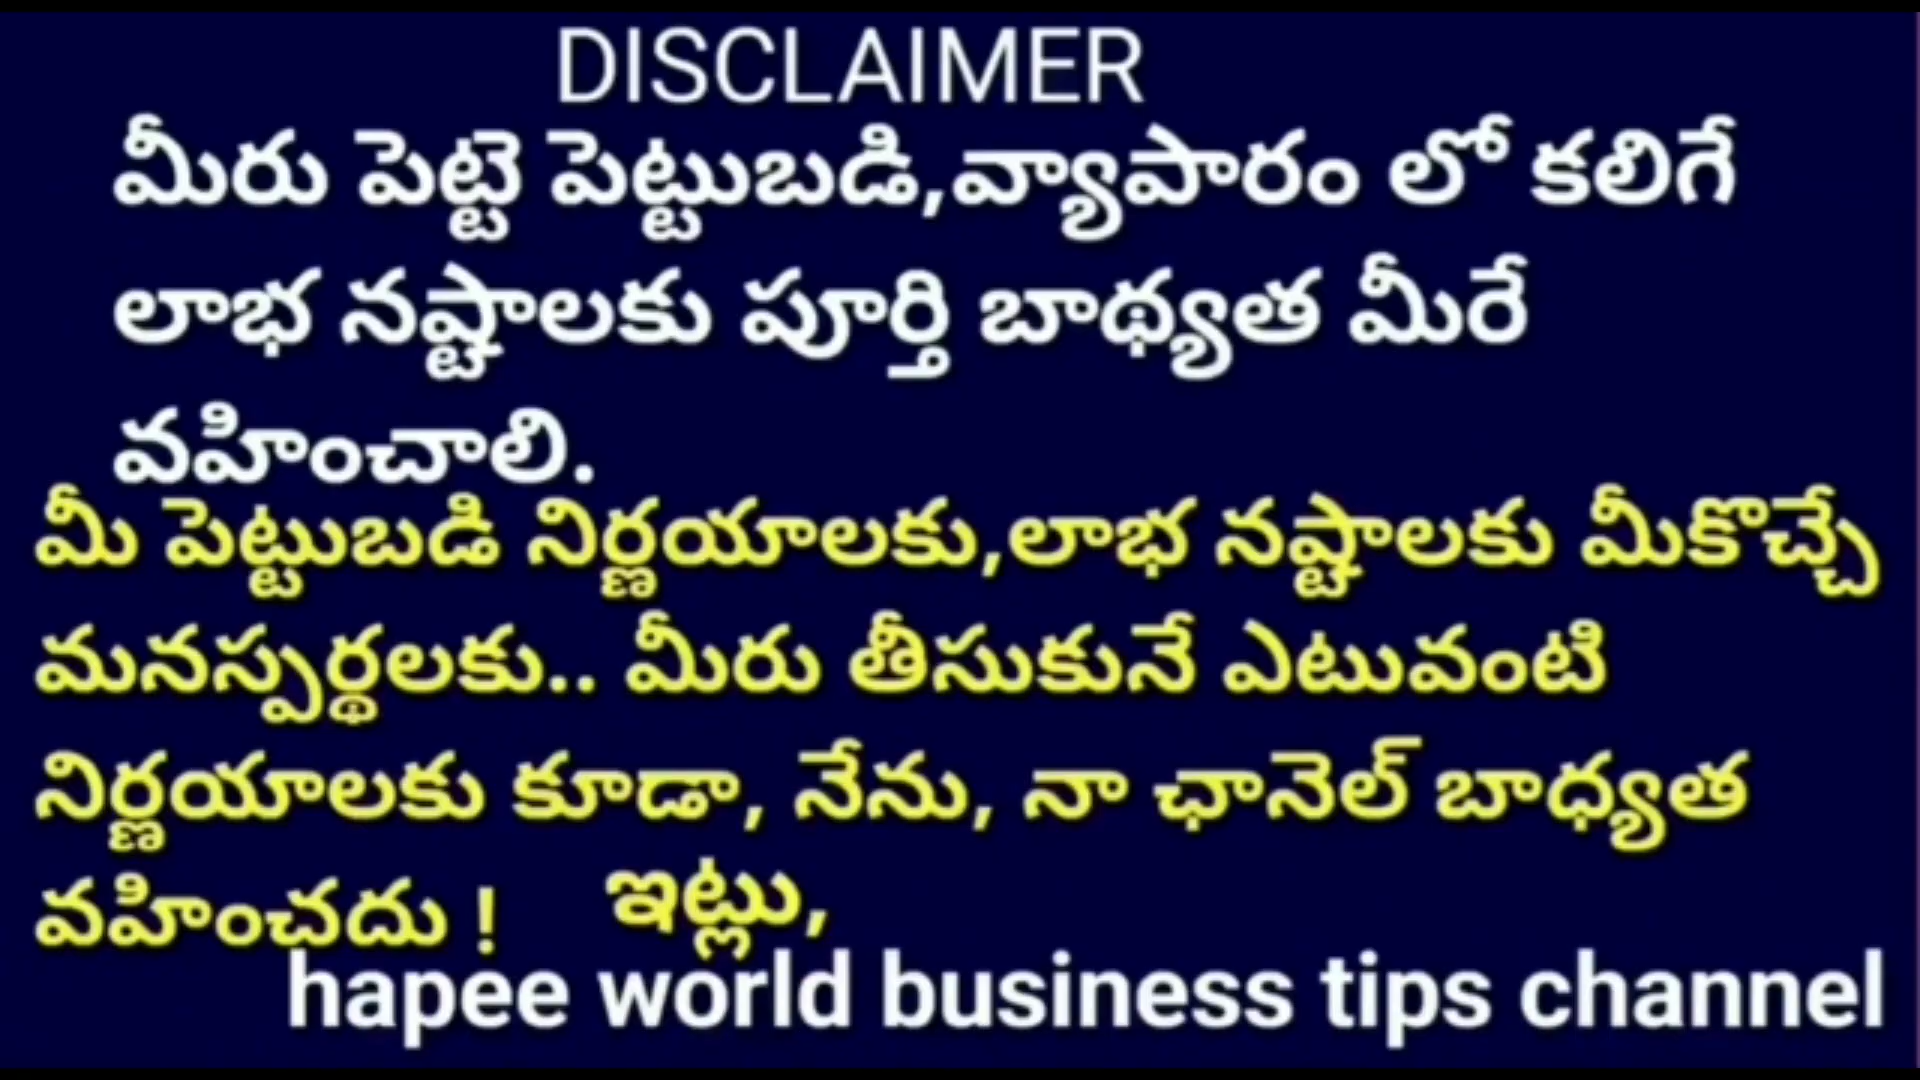 DISCLAIMER
మీరు పెట్టె పెట్టుబడి,వ్యాపారం లో కలిగే
లాభ నష్టాలకు పూర్తి బాథ్యత మీరే
వహించాలి.
మీ పెట్టుబడి నిర్ణయాలకు,లాభ నష్టాలకు మీకొచ్చే
మనస్పర్థలకు.. మీరు తీసుకునే ఎటువంటి
నిర్ణయాలకు కూడా, నేను, నా ఛానెల్ బాధ్యత
వహించదు ! ఇట్లు,
hapee world business tips channel